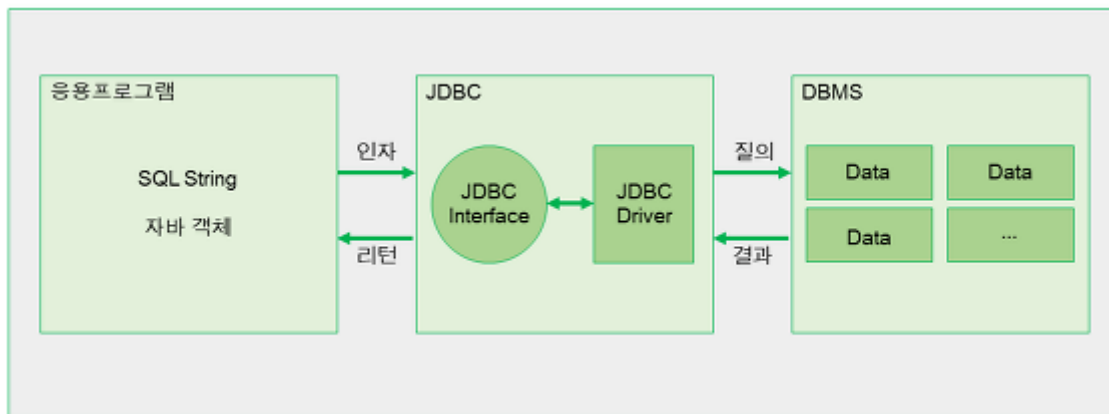 응용프로그램
SQL String
자바 객체
인자
리턴
JDBC
JDBC
Interface
JDBC
Driver
질의
결과
DBMS
Data
Data
Data
...